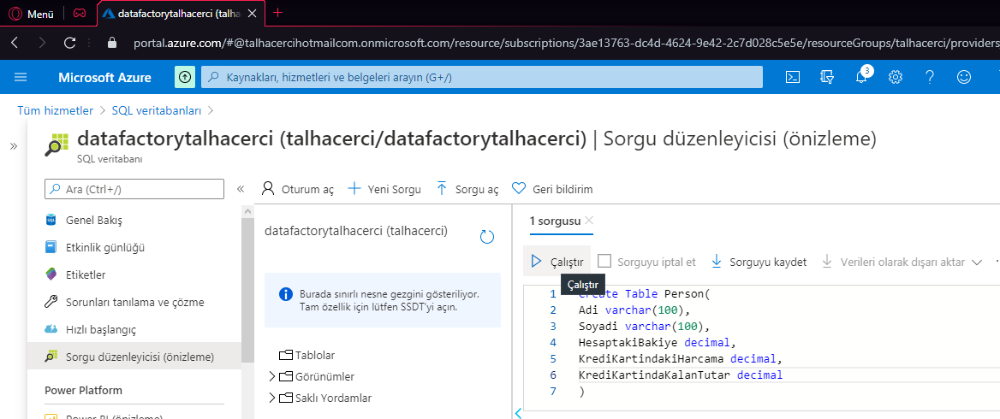 Menü
datafactorytalhacerci (talha
portal.azure.com/#@talhacercihotmailcom.onmicrosoft.com/resource/subscriptions/3ae13763-dc4d-4624-9e42-2c7d028c5e5e/resourceGroups/talhacerci/providers
Microsoft Azure
Kaynakları, hizmetleri ve belgeleri arayın (G+/)
3
Tüm hizmetler > SQL veritabanları >
datafactorytalhacerci (talhacerci/datafactorytalhacerci) | Sorgu düzenleyicisi (önizleme)
SQL veritabanı
Ara (Ctrl+/)
Genel Bakış
Etkinlik günlüğü
Etiketler
Sorunları tanılama ve çözme
Hızlı başlangıç
Sorgu düzenleyicisi (önizleme)
Power Platform
Power BI (önizleme)
Oturum aç
Yeni Sorgu
Sorgu aç
Geri bildirim
datafactorytalhacerci (talhacerci)
Burada sınırlı nesne gezgini gösteriliyor.
Tam özellik için lütfen SSDT'yi açın.
Tablolar
Görünümler
Saklı Yordamlar
1 sorgusu
Çalıştır
Sorguyu iptal et
Sorguyu kaydet
Verileri olarak dışarı aktar
Çalıştır
1 Create Table Person(
2 Adi varchar(100),
3 Soyadi varchar(100),
4 HesaptakiBakiye decimal,
5 KrediKartindakiHarcama decimal,
6 KrediKartindaKalanTutar decimal
7 )